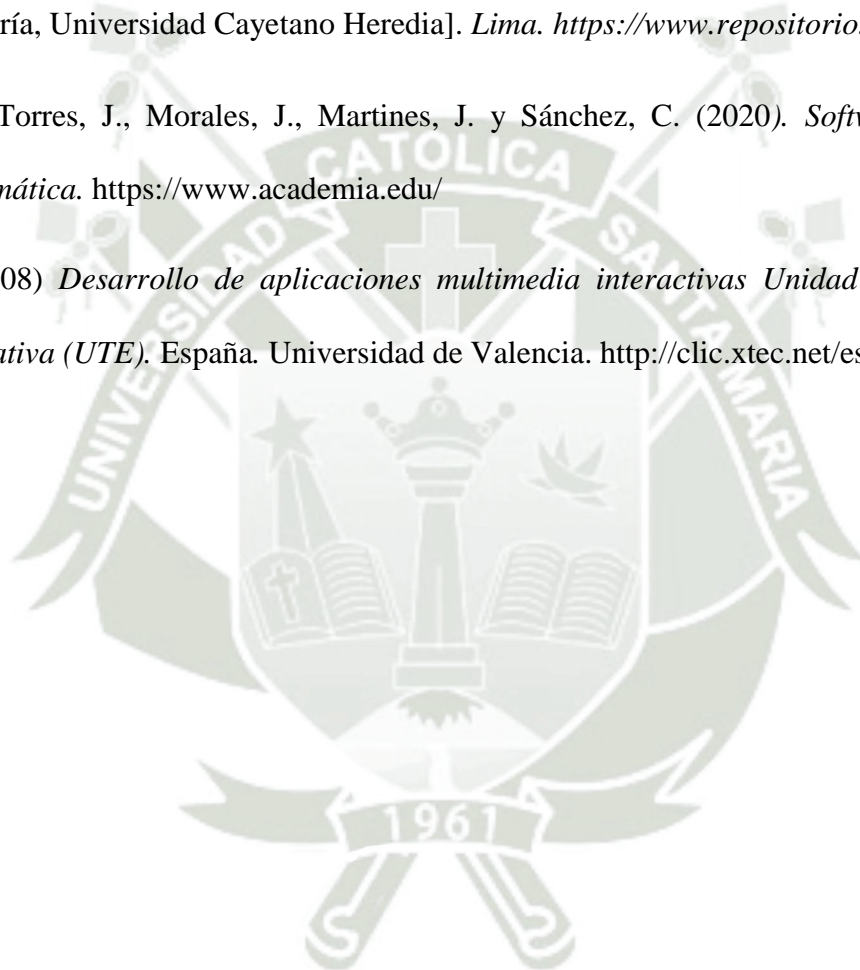 ría, Universidad Cayetano Heredia]. Lima. https://www.repositorio.
Torres, J., Morales, J., Martines, J. y Sánchez, C. (2020). Softw
mática. https://www.academia.edu/
08) Desarrollo de aplicaciones multimedia interactivas Unidad
ativa (UTE). España. Universidad de Valencia. http://clic.xtec.net/es
UNIVERSIDAD CATÓLICA SANTA MARIA
1961